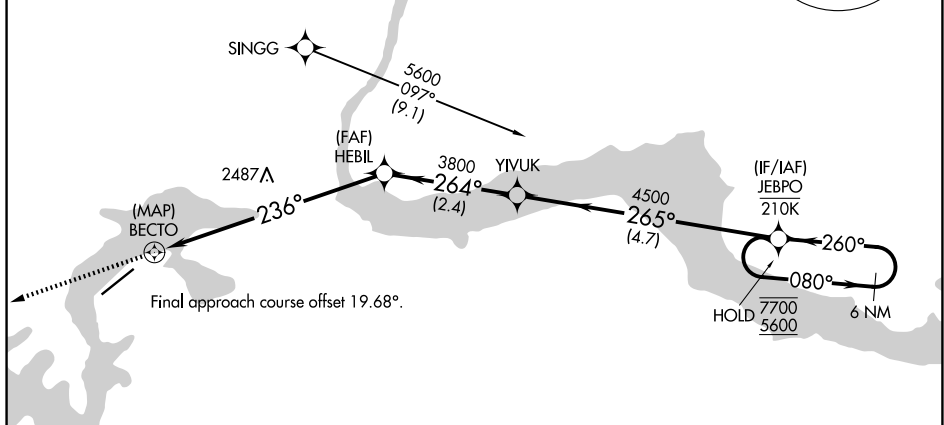 SINGG
5600
097°
(9.1)
(FAF)
HEBIL
3800
264°
(2.4)
YIVUK
2487
236°
(MAP)
BECTO
4500
265°
(4.7)
(IF/IAF)
JEBPO
210K
260°
080°
HOLD
7700
5600
6 NM
Final approach course offset 19.68°.